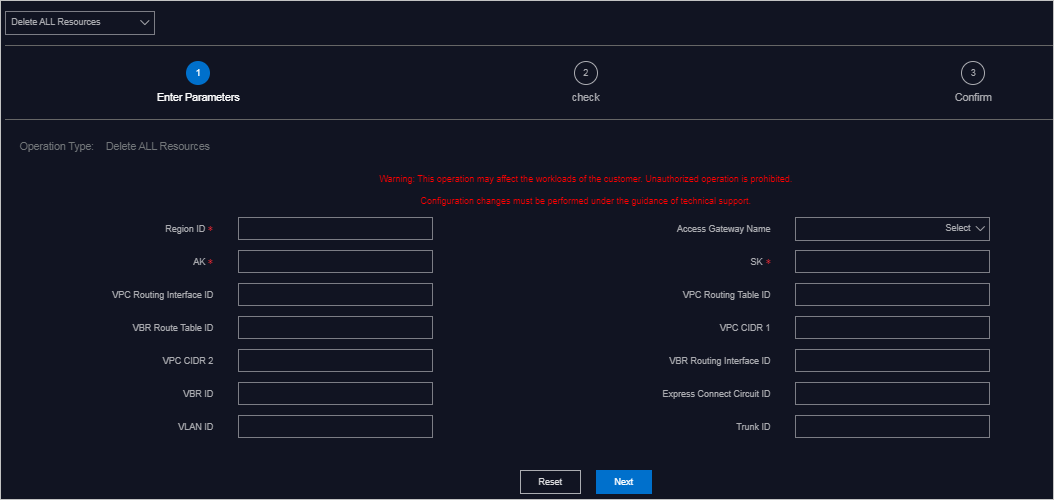 Delete ALL Resources
1 2 3
Enter Parameters check Confirm
Operation Type: Delete ALL Resources
Warning: This operation may affect the workloads of the customer. Unauthorized operation is prohibited.
Configuration changes must be performed under the guidance of technical support.
Region ID * Access Gateway Name Select
AK * SK *
VPC Routing Interface ID VPC Routing Table ID
VBR Route Table ID VPC CIDR 1
VPC CIDR 2 VBR Routing Interface ID
VBR ID Express Connect Circuit ID
VLAN ID Trunk ID
Reset Next